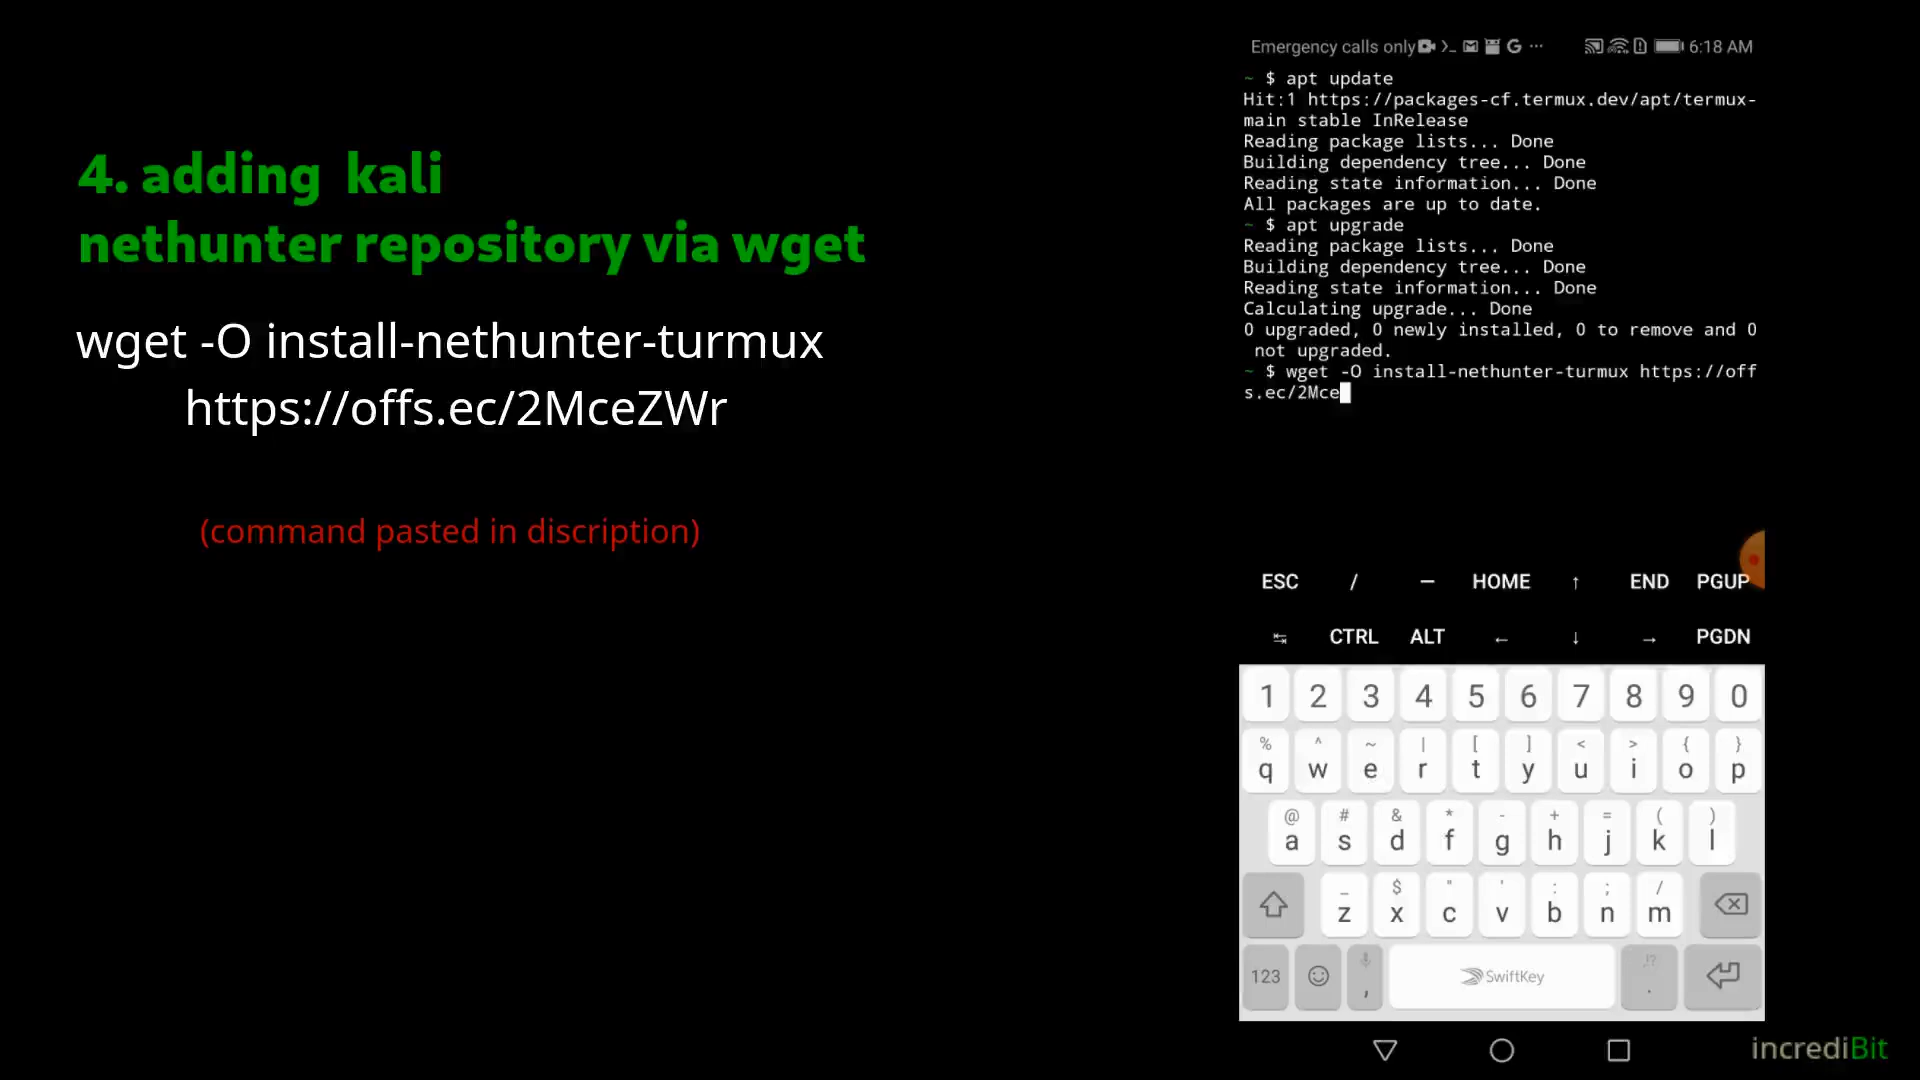 4. adding kali
nethunter repository via wget
wget -O install-nethunter-turmux
https://offs.ec/2MceZWr
(command pasted in discription)
Emergency calls only
6:18 AM
~ $ apt update
Hit:1 https://packages-cf.termux.dev/apt/termux-
main stable InRelease
Reading package lists... Done
Building dependency tree... Done
Reading state information... Done
All packages are up to date.
~ $ apt upgrade
Reading package lists... Done
Building dependency tree... Done
Reading state information... Done
Calculating upgrade... Done
0 upgraded, 0 newly installed, 0 to remove and 0
not upgraded.
~ $ wget -O install-nethunter-turmux https://off
s.ec/2Mce
ESC / — HOME ↑ END PGUP
↹ CTRL ALT ← ↓ → PGDN
1 2 3 4 5 6 7 8 9 0
% ^ ~ | [ ] < > { }
q w e r t y u i o p
@ # & * - + = ( )
a s d f g h j k l
_ $ " ' : ; /
z x c v b n m
123 , SwiftKey !? .
incrediBit